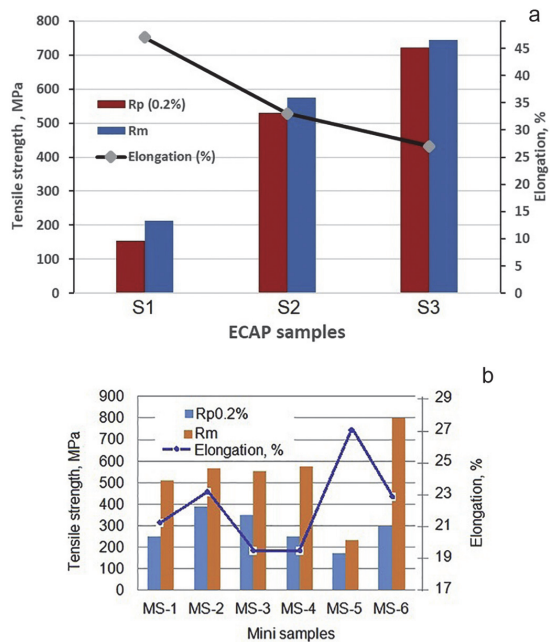 a
800
700
600
500
400
300
200
100
0
Tensile strength , MPa
Rp (0.2%)
Rm
Elongation (%)
45
40
35
30
25
20
15
10
5
0
Elongation, %
S1 S2 S3
ECAP samples
b
900
800
700
600
500
400
300
200
100
0
Tensile strength, MPa
Rp0.2%
Rm
Elongation, %
29
27
25
23
21
19
17
Elongation, %
MS-1 MS-2 MS-3 MS-4 MS-5 MS-6
Mini samples